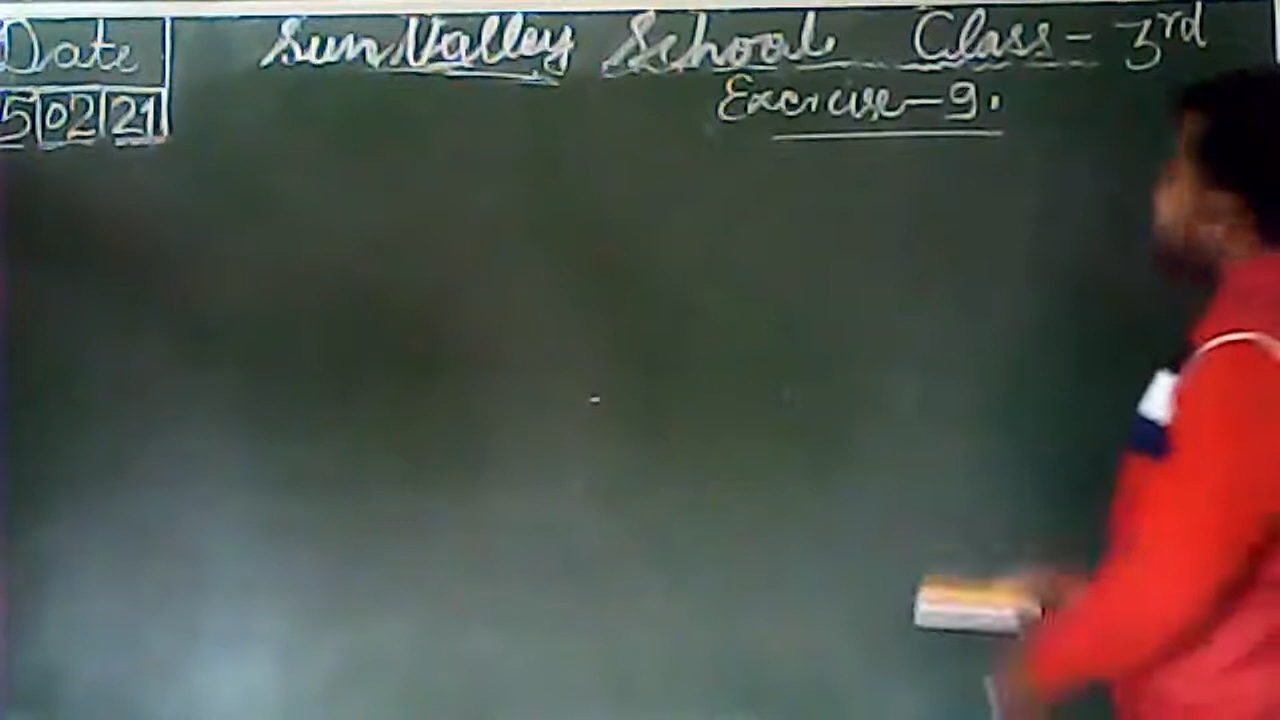 Date Sun Valley School Class- 3rd
5 02 21 Exercise-9.